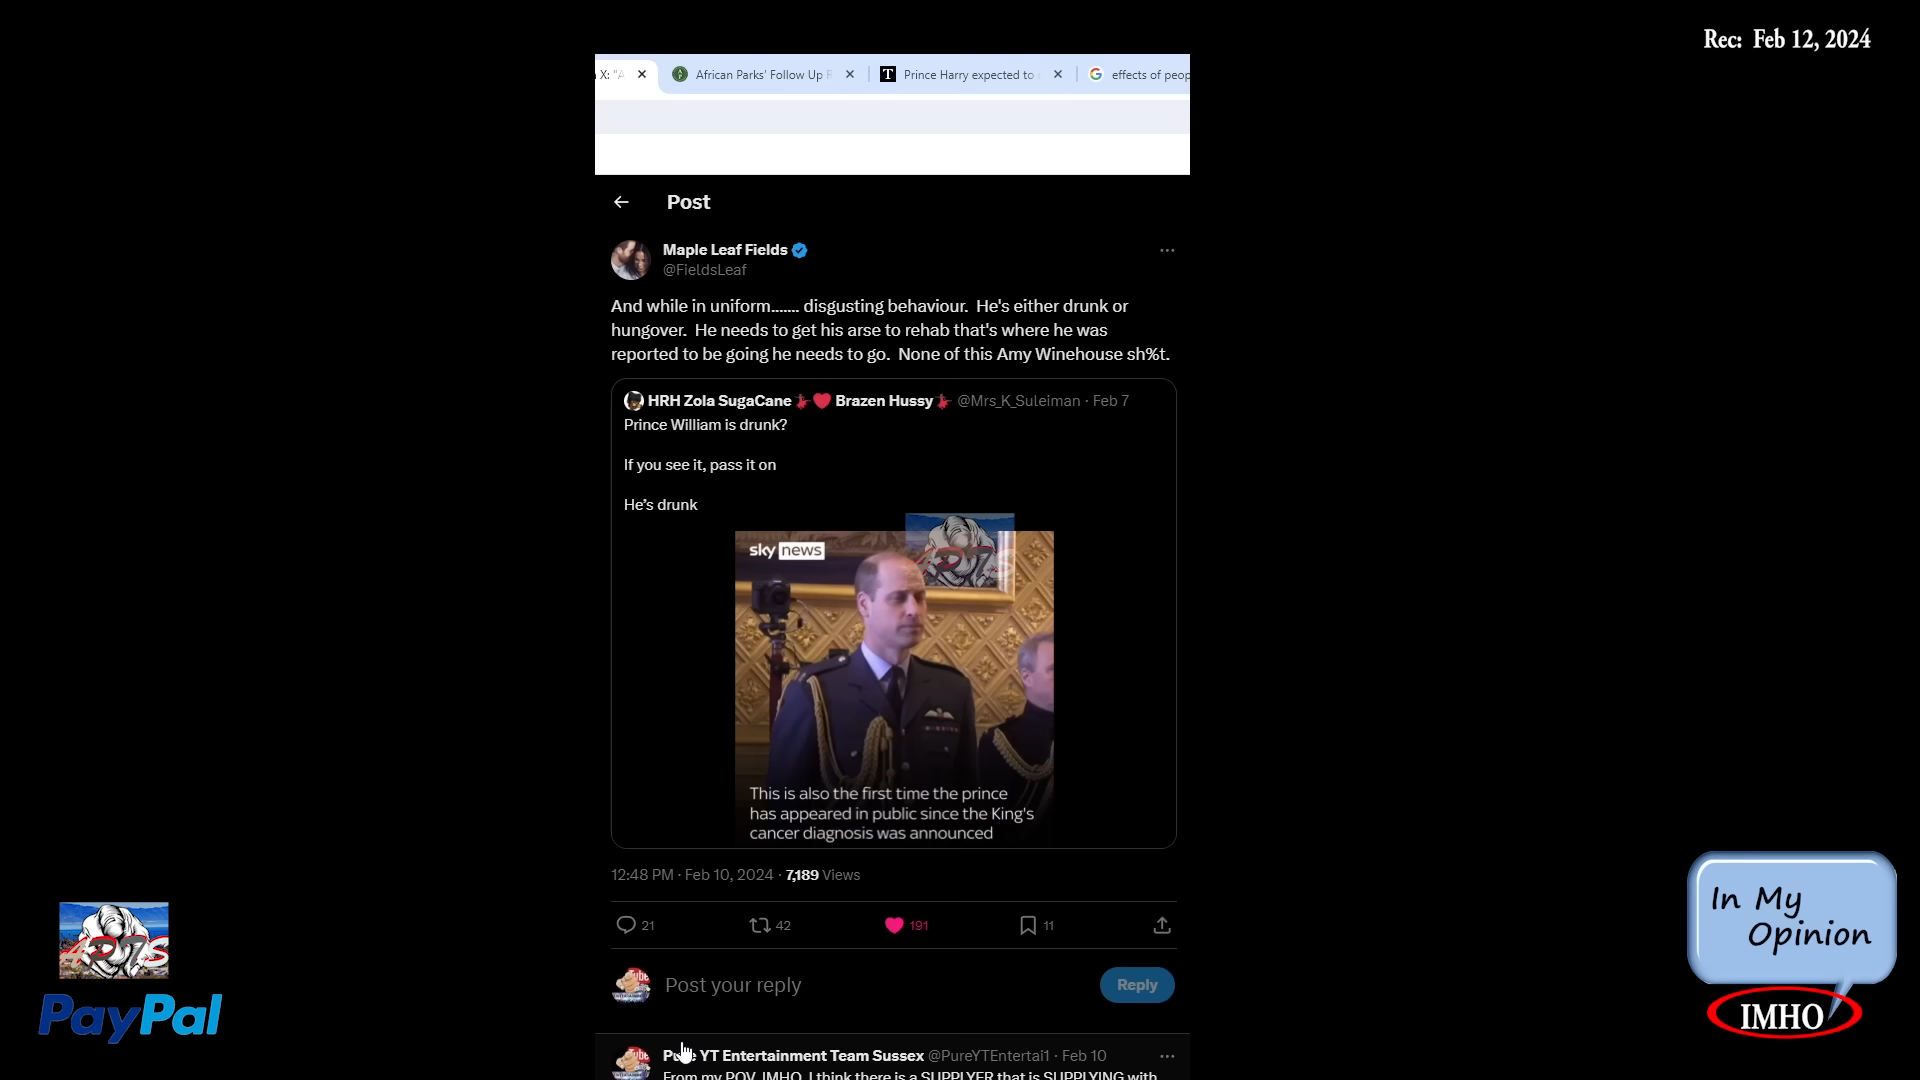 Rec: Feb 12, 2024
X: "A
African Parks' Follow Up
Prince Harry expected to
effects of peop
Post
Maple Leaf Fields
@FieldsLeaf
And while in uniform....... disgusting behaviour. He's either drunk or
hungover. He needs to get his arse to rehab that's where he was
reported to be going he needs to go. None of this Amy Winehouse sh%t.
HRH Zola SugaCane Brazen Hussy @Mrs_K_Suleiman · Feb 7
Prince William is drunk?
If you see it, pass it on
He's drunk
sky news
This is also the first time the prince
has appeared in public since the King's
cancer diagnosis was announced
12:48 PM · Feb 10, 2024 · 7,189 Views
21
42
191
11
Post your reply
Reply
YT Entertainment Team Sussex @PureYTEntertai1 · Feb 10
From my POV, IMHO, I think there is a SUPPLYER that is SUPPLYING with
PayPal
In My
Opinion
IMHO